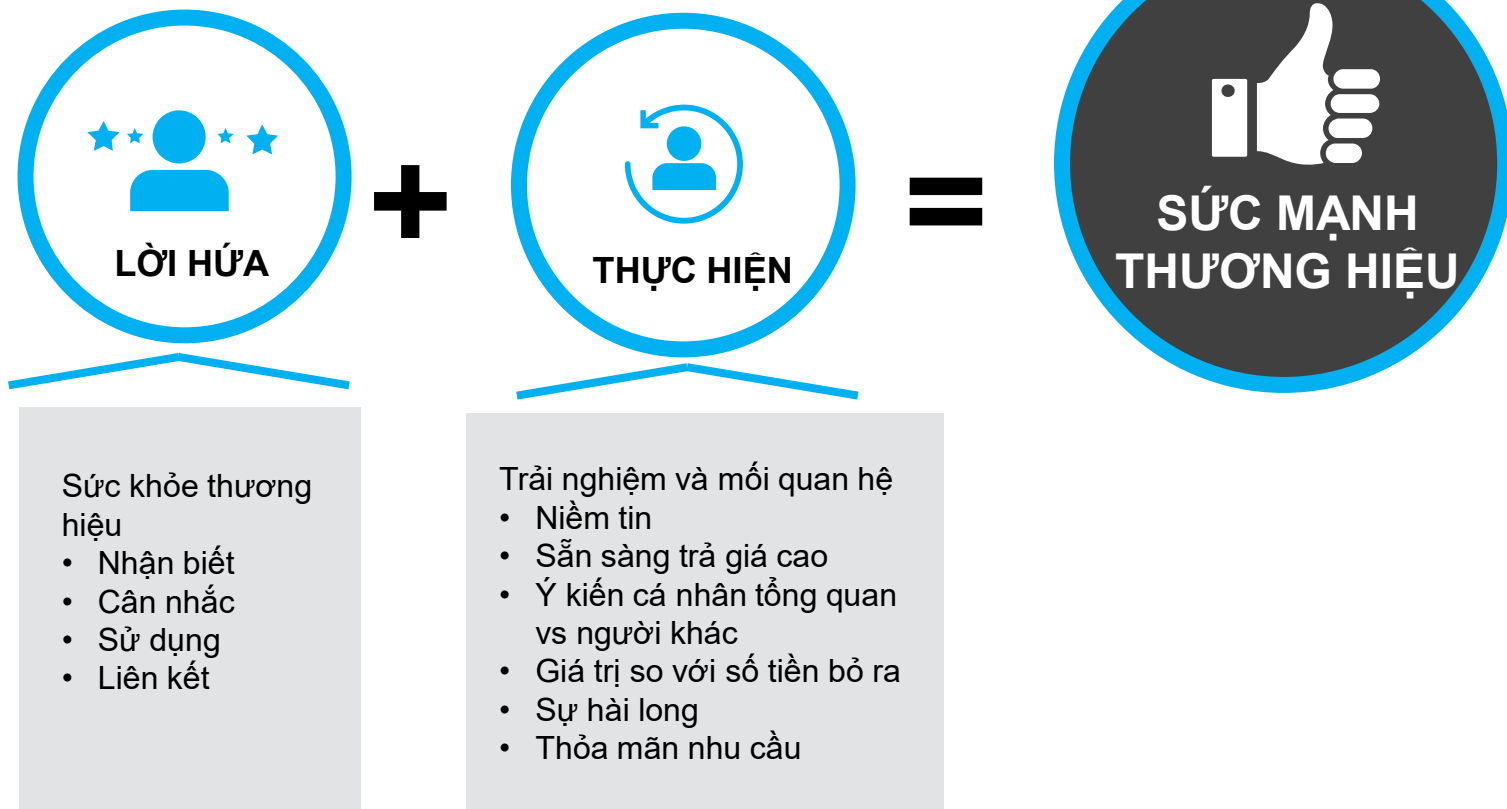 LỜI HỨA
THỰC HIỆN
SỨC MẠNH
THƯƠNG HIỆU
Sức khỏe thương
hiệu
• Nhận biết
• Cân nhắc
• Sử dụng
• Liên kết
Trải nghiệm và mối quan hệ
• Niềm tin
• Sẵn sàng trả giá cao
• Ý kiến cá nhân tổng quan
vs người khác
• Giá trị so với số tiền bỏ ra
• Sự hài long
• Thỏa mãn nhu cầu